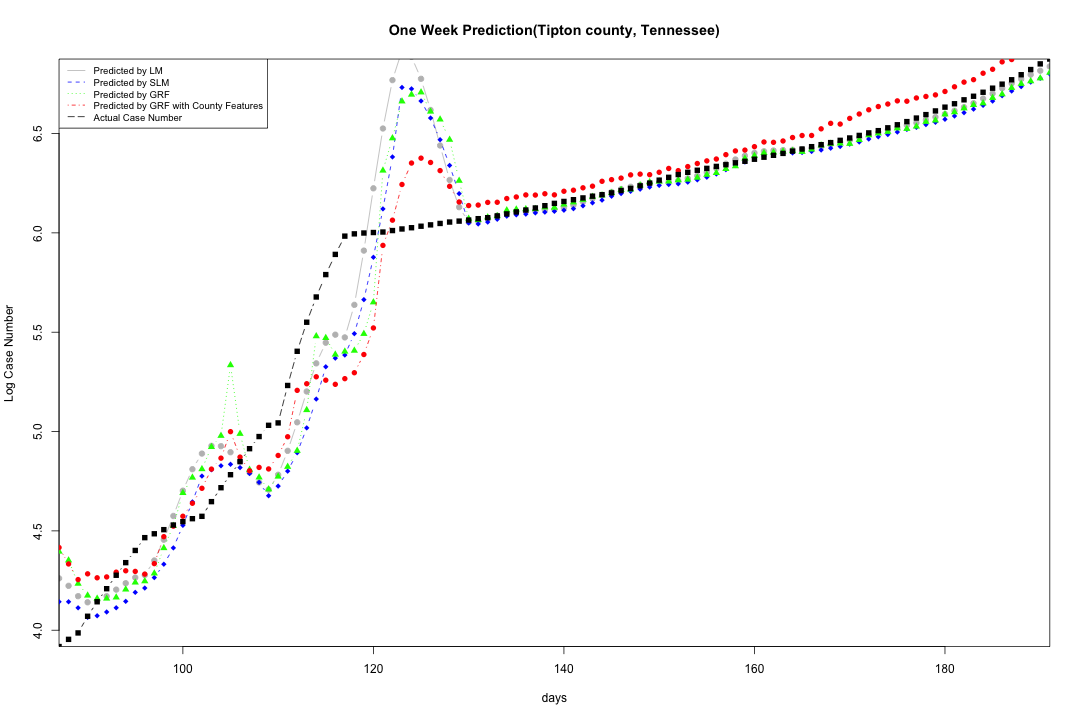 One Week Prediction(Tipton county, Tennessee)
Predicted by LM
Predicted by SLM
Predicted by GRF
Predicted by GRF with County Features
Actual Case Number
Log Case Number
6.5
6.0
5.5
5.0
4.5
4.0
100
120
140
160
180
days